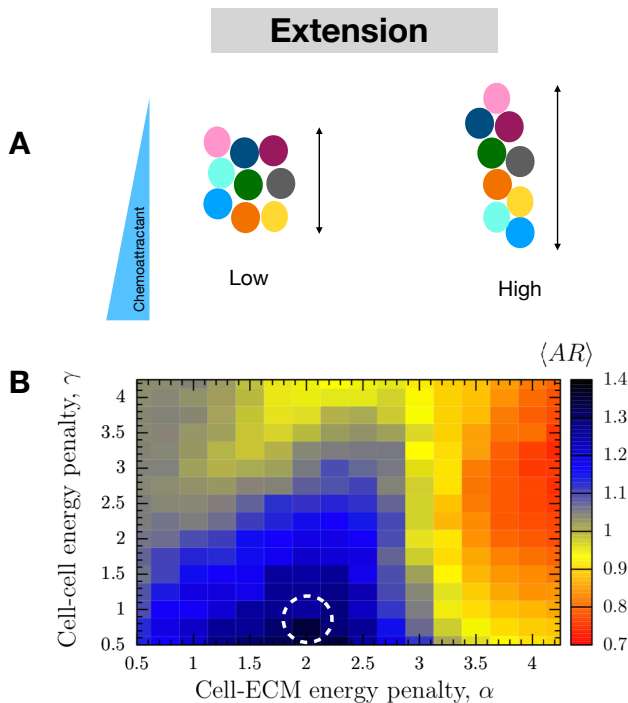 Extension
A
Chemoattractant
Low
High
B
⟨AR⟩
Cell-cell energy penalty, γ
4
3.5
3
2.5
2
1.5
1
0.5
0.5
1
1.5
2
2.5
3
3.5
4
Cell-ECM energy penalty, α
1.4
1.3
1.2
1.1
1
0.9
0.8
0.7